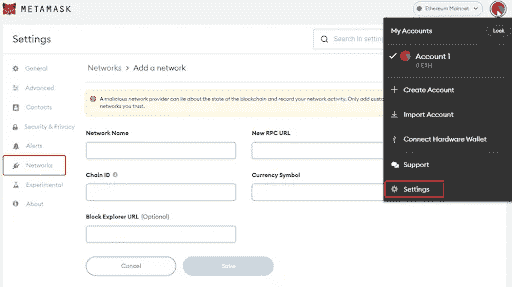 METAMASK
Ethereum Mainnet
Settings
Search in setting
General
Advanced
Contacts
Security & Privacy
Alerts
Networks
Experimental
About
Networks > Add a network
A malicious network provider can lie about the state of the blockchain and record your network activity. Only add custo
networks you trust.
Network Name
New RPC URL
Chain ID
Currency Symbol
Block Explorer URL (Optional)
Cancel
Save
My Accounts
Lock
Account 1
0 ETH
Create Account
Import Account
Connect Hardware Wallet
Support
Settings